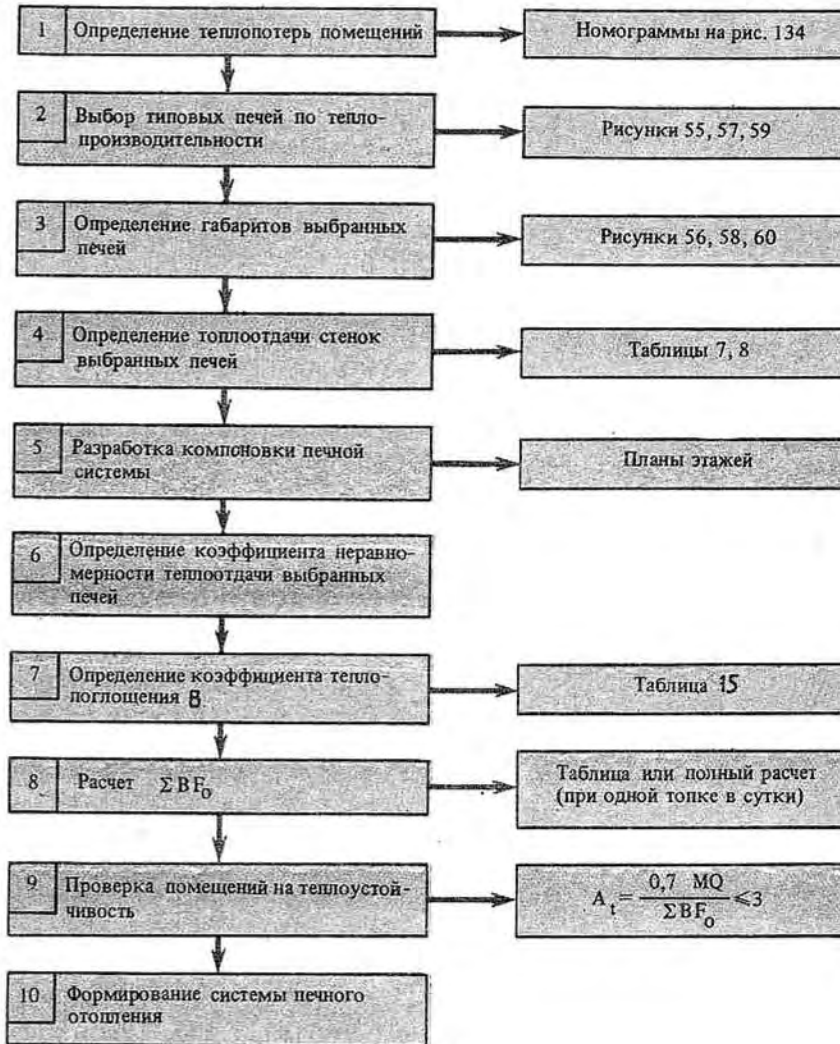 1 Определение теплопотерь помещений
Номограммы на рис. 134
2 Выбор типовых печей по тепло-
производительности
Рисунки 55, 57, 59
3 Определение габаритов выбранных
печей
Рисунки 56, 58, 60
4 Определение топлоотдачи стенок
выбранных печей
Таблицы 7, 8
5 Разработка компоновки печной
системы
Планы этажей
6 Определение коэффициента неравно-
мерности теплоотдачи выбранных
печей
7 Определение коэффициента тепло-
поглощения В
Таблица 15
8 Расчет ΣBF₀
Таблица или полный расчет
(при одной топке в сутки)
9 Проверка помещений на теплоустой-
чивость
A_t = 0,7 MQ / ΣBF₀ ⩽3
10 Формирование системы печного
отопления